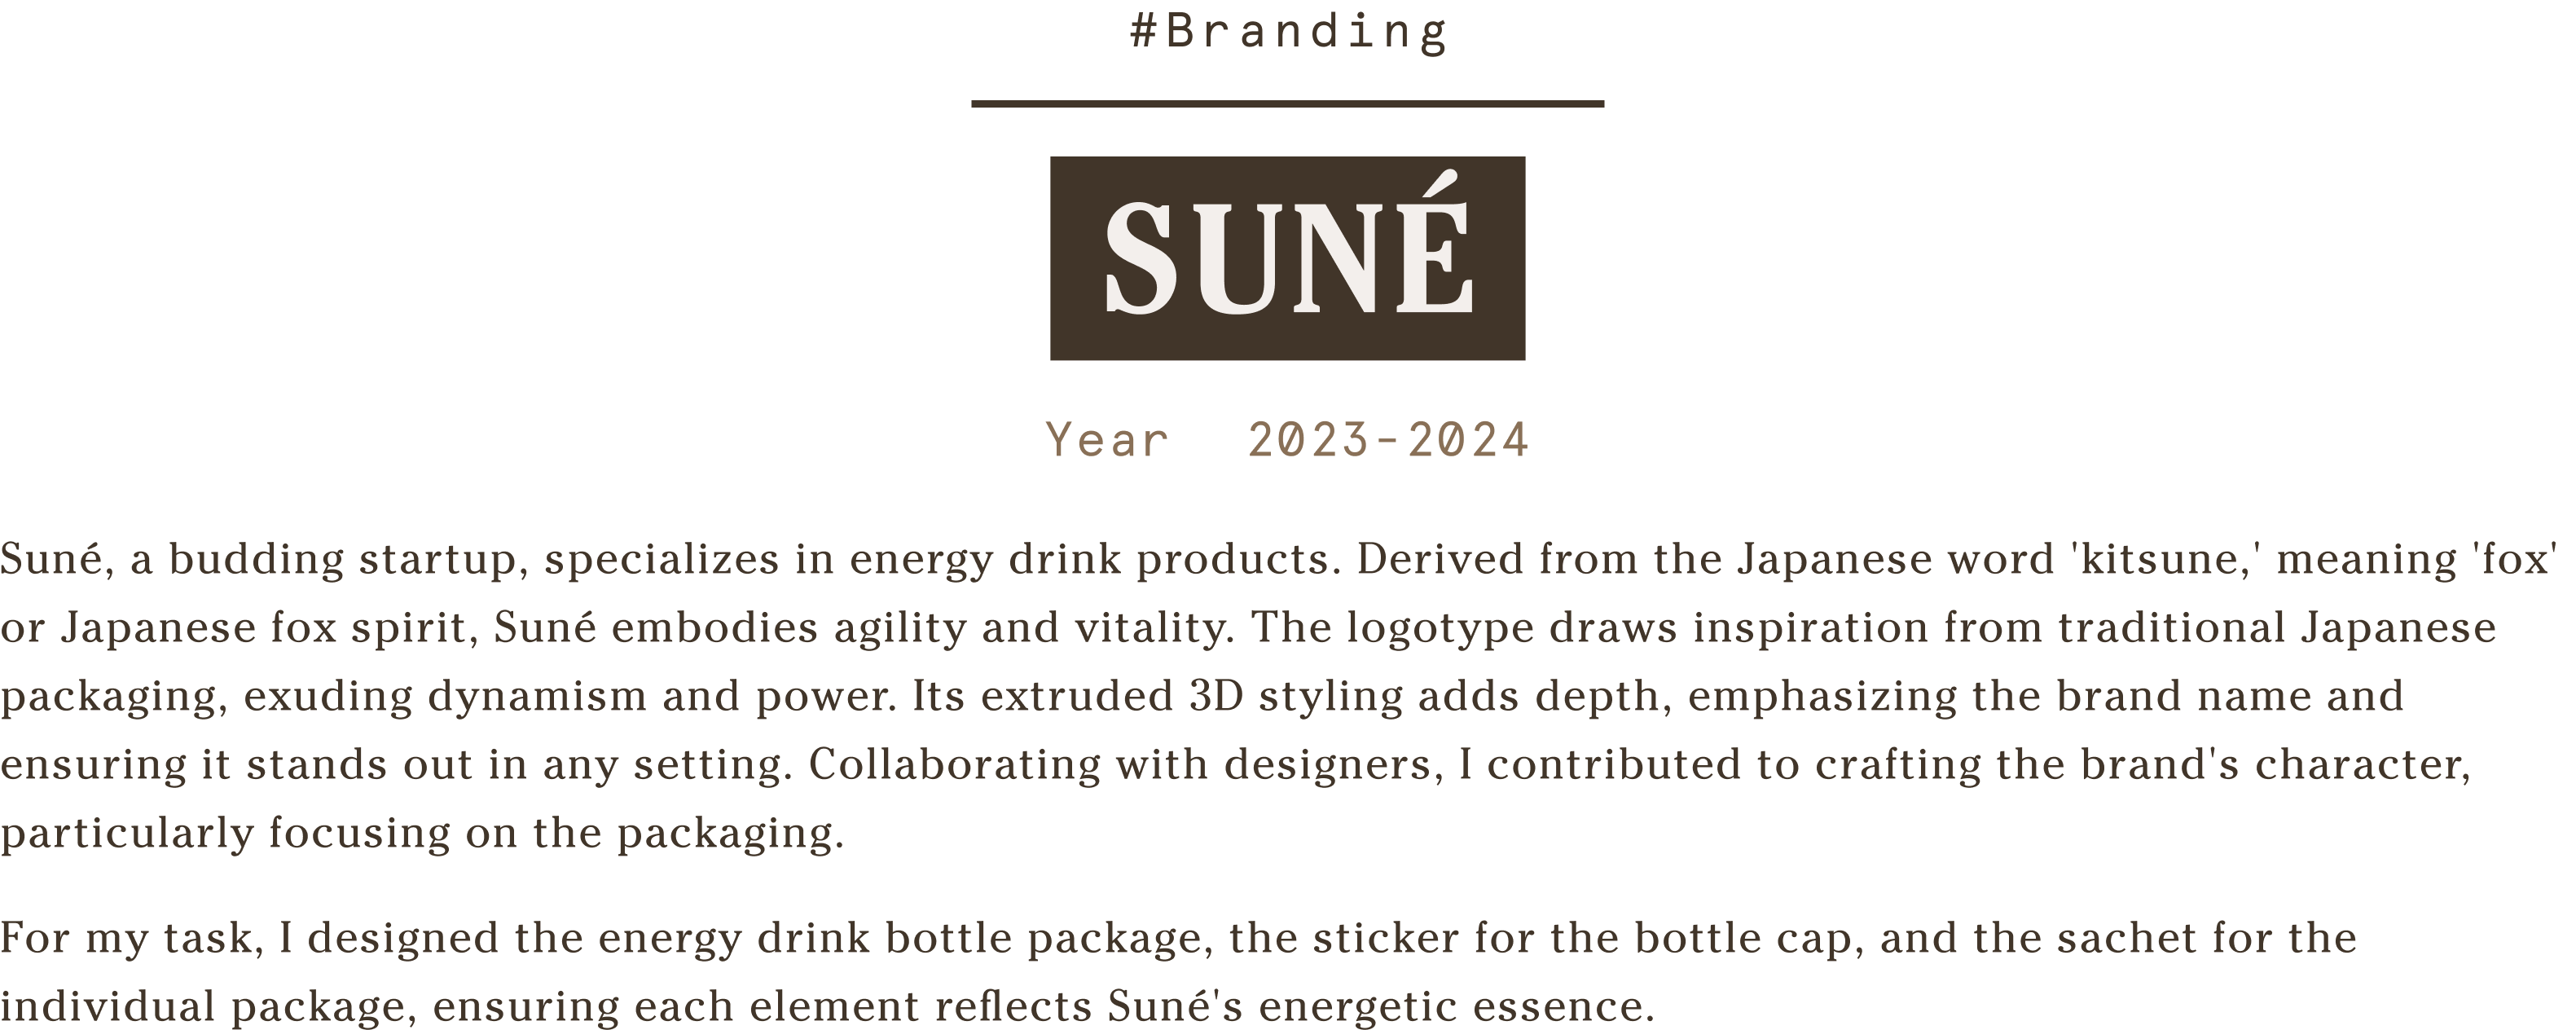 #Branding
SUNÉ
Year 2023-2024
Suné, a budding startup, specializes in energy drink products. Derived from the Japanese word 'kitsune,' meaning 'fox'
or Japanese fox spirit, Suné embodies agility and vitality. The logotype draws inspiration from traditional Japanese
packaging, exuding dynamism and power. Its extruded 3D styling adds depth, emphasizing the brand name and
ensuring it stands out in any setting. Collaborating with designers, I contributed to crafting the brand's character,
particularly focusing on the packaging.
For my task, I designed the energy drink bottle package, the sticker for the bottle cap, and the sachet for the
individual package, ensuring each element reflects Suné's energetic essence.